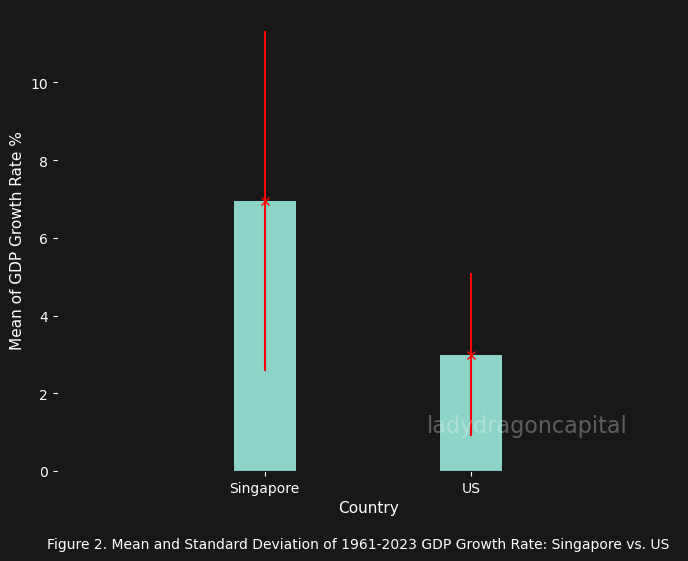 10
8
6
4
2
0
Mean of GDP Growth Rate %
Singapore
US
Country
ladydragoncapital
Figure 2. Mean and Standard Deviation of 1961-2023 GDP Growth Rate: Singapore vs. US